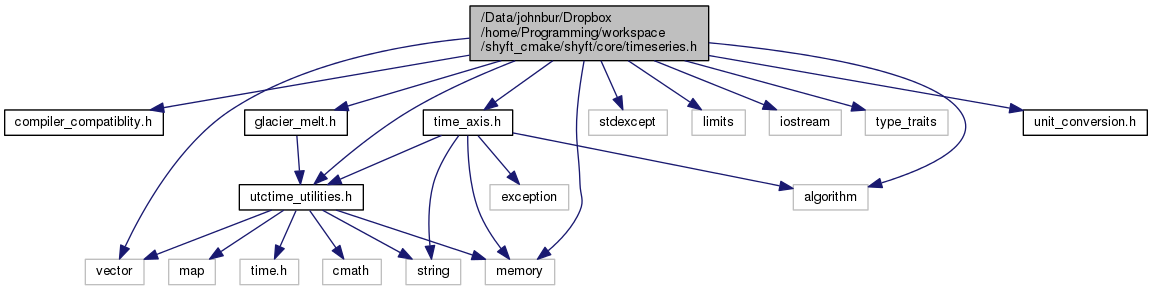 /Data/johnbur/Dropbox
/home/Programming/workspace
/shyft_cmake/shyft/core/timeseries.h
compiler_compatiblity.h
glacier_melt.h
time_axis.h
stdexcept
limits
iostream
type_traits
unit_conversion.h
utctime_utilities.h
exception
algorithm
vector
map
time.h
cmath
string
memory